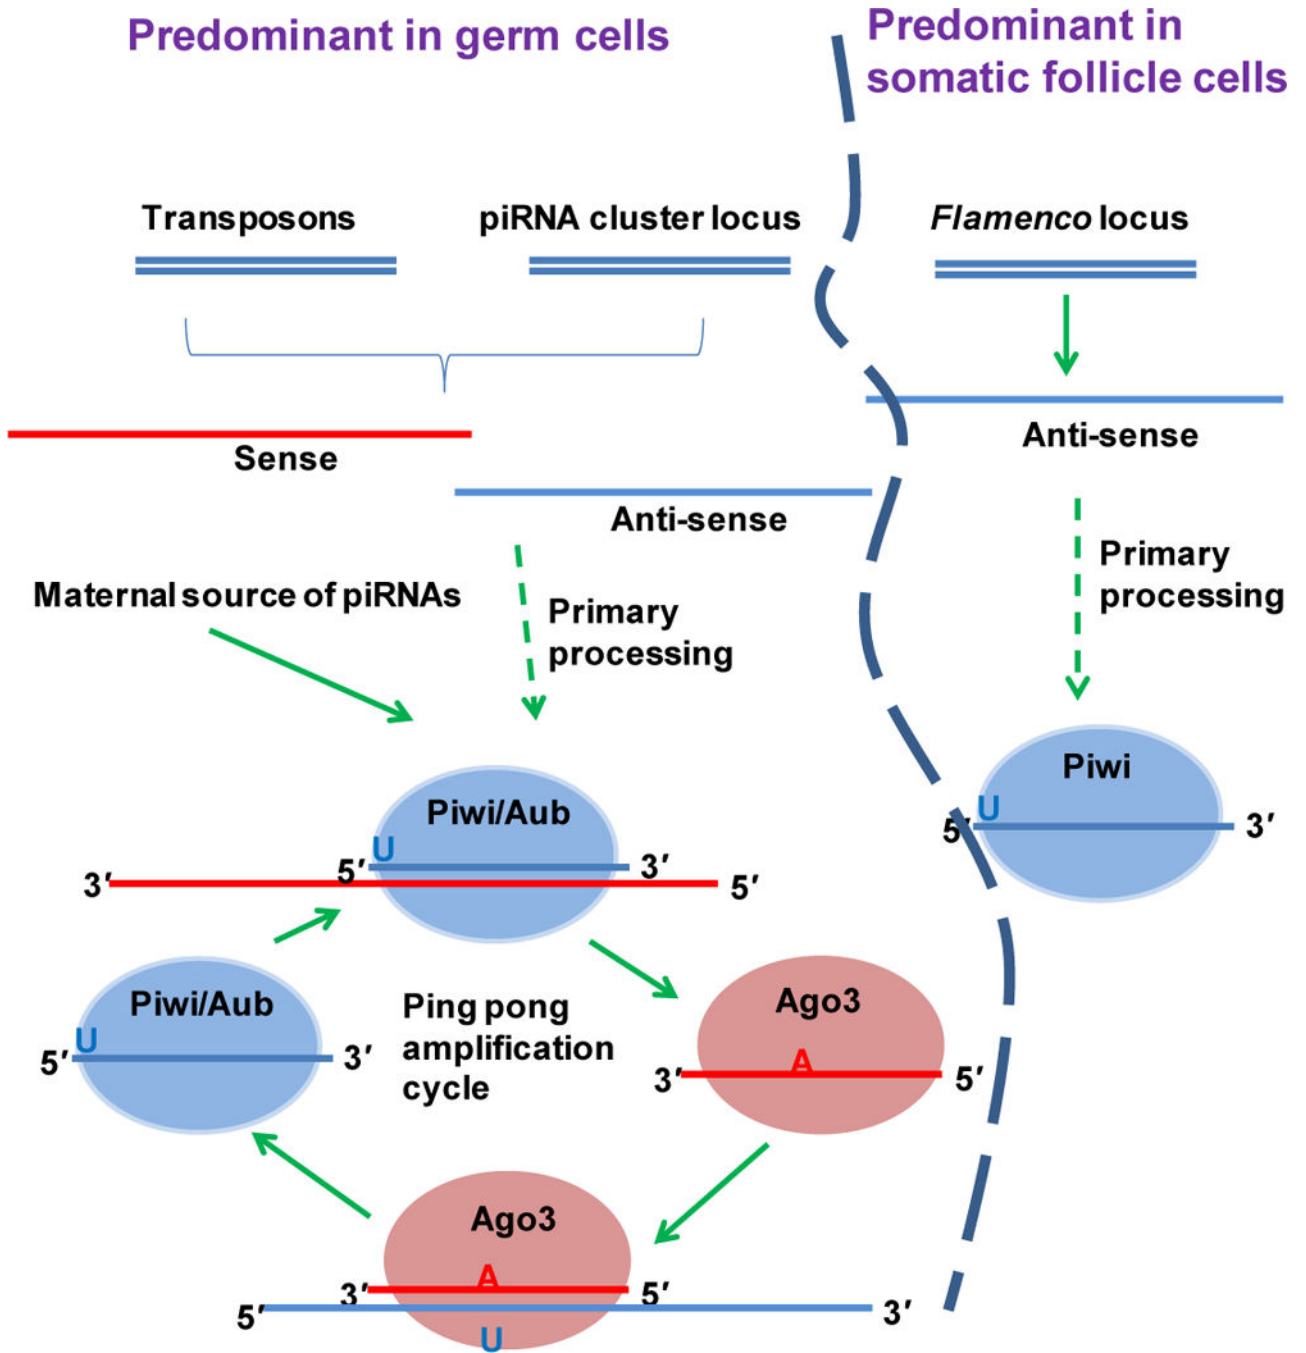 Predominant in germ cells
Predominant in
somatic follicle cells
Transposons
piRNA cluster locus
Flamenco locus
Sense
Anti-sense
Anti-sense
Maternal source of piRNAs
Primary
processing
Primary
processing
Piwi/Aub
U
5′
3′
3′
5′
Piwi
U
5′
3′
Piwi/Aub
U
5′
3′
Ping pong
amplification
cycle
Ago3
A
3′
5′
Ago3
A
3′
5′
5′
3′
U